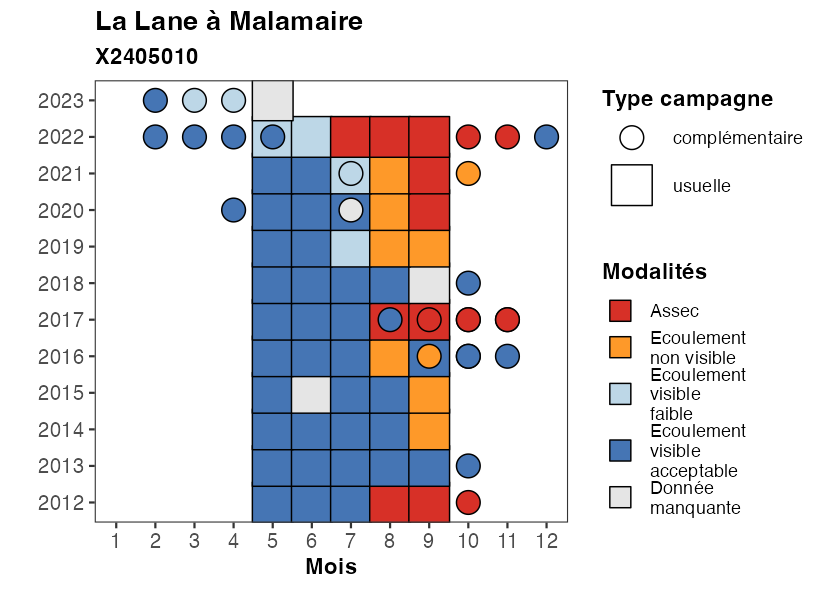 La Lane à Malamaire
X2405010
2023
2022
2021
2020
2019
2018
2017
2016
2015
2014
2013
2012
1 2 3 4 5 6 7 8 9 10 11 12
Mois
Type campagne
complémentaire
usuelle
Modalités
Assec
Ecoulement
non visible
Ecoulement
visible
faible
Ecoulement
visible
acceptable
Donnée
manquante